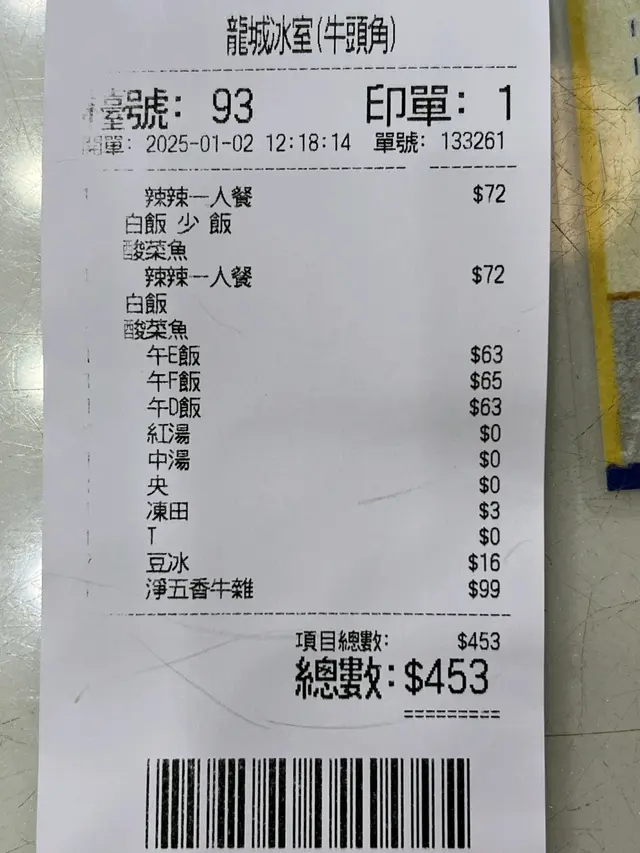 龍城冰室(牛頭角)
檯號: 93 印單: 1
開單: 2025-01-02 12:18:14 單號: 133261
1 辣辣一人餐 $72
白飯 少 飯
酸菜魚
辣辣一人餐 $72
白飯
酸菜魚
午E飯 $63
午F飯 $65
午D飯 $63
紅湯 $0
中湯 $0
央 $0
凍田 $3
T $0
豆冰 $16
淨五香牛雜 $99
項目總數: $453
總數: $453